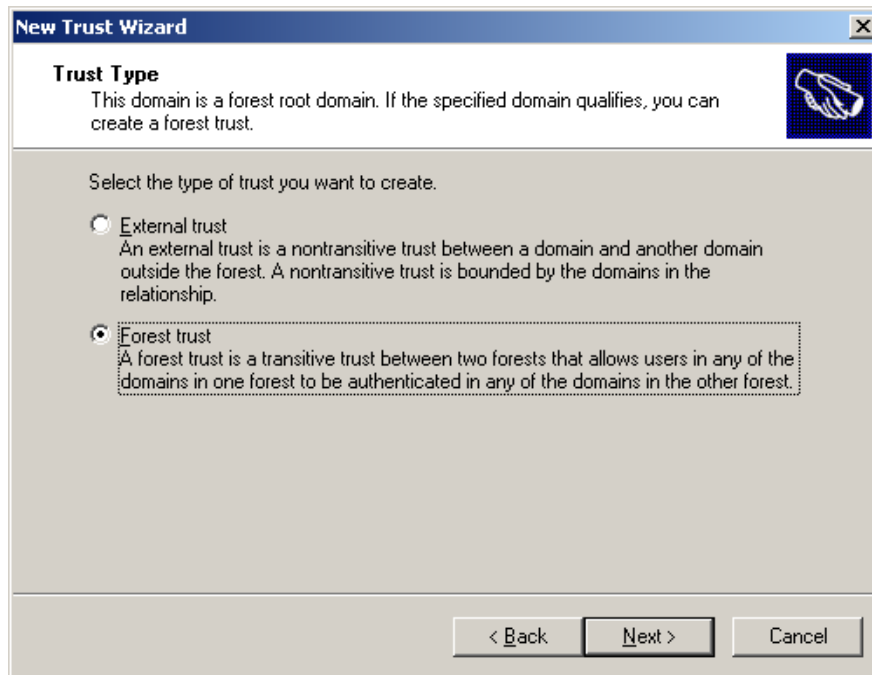 New Trust Wizard
Trust Type
This domain is a forest root domain. If the specified domain qualifies, you can
create a forest trust.
Select the type of trust you want to create.
External trust
An external trust is a nontransitive trust between a domain and another domain
outside the forest. A nontransitive trust is bounded by the domains in the
relationship.
Forest trust
A forest trust is a transitive trust between two forests that allows users in any of the
domains in one forest to be authenticated in any of the domains in the other forest.
< Back Next > Cancel